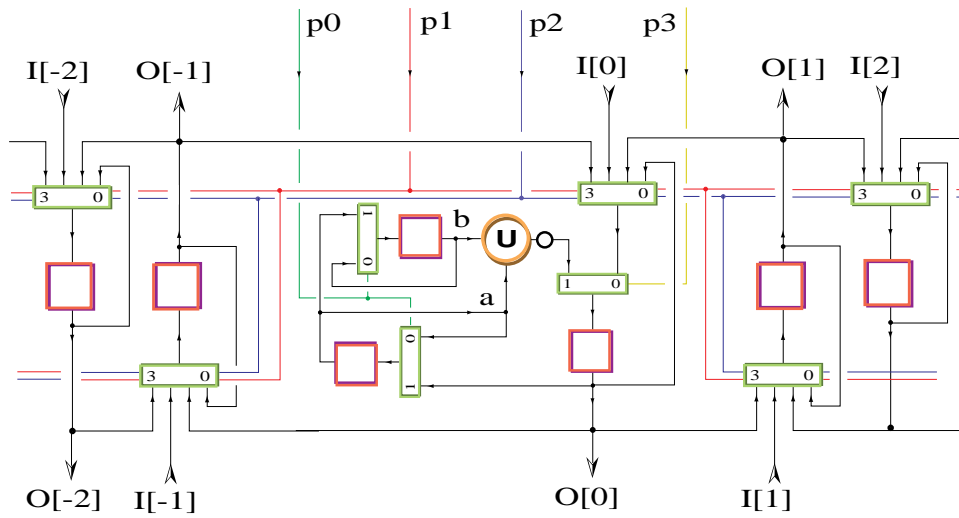 p0 p1 p2 p3
I[-2] O[-1] I[0] O[1] I[2]
3 0 3 0 3 0
1 b U
0 a 1 0
0
1
3 0 3 0
O[-2] I[-1] O[0] I[1]